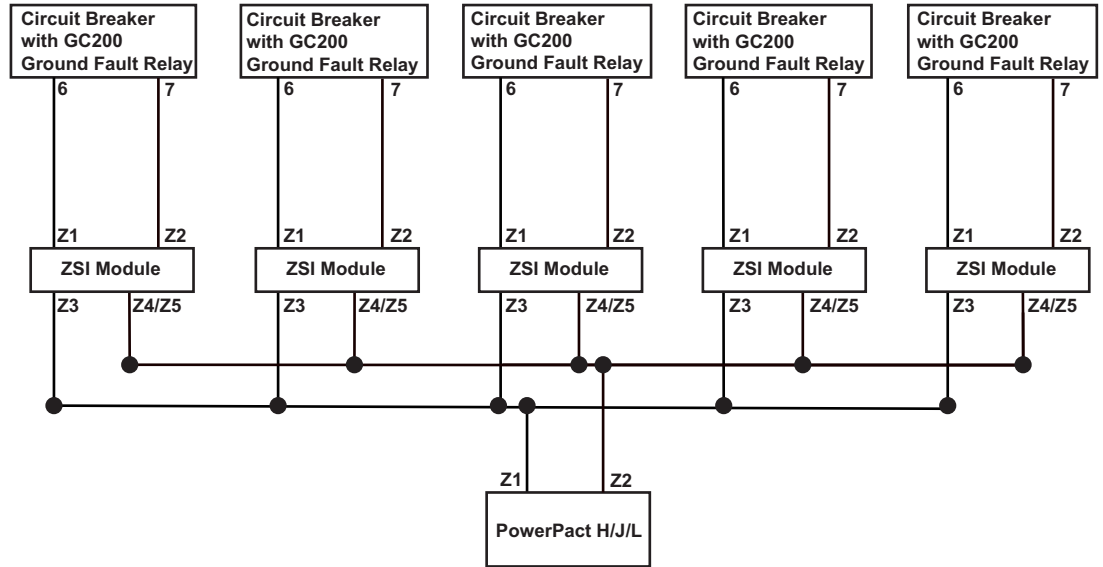 Circuit Breaker
with GC200
Ground Fault Relay
Circuit Breaker
with GC200
Ground Fault Relay
Circuit Breaker
with GC200
Ground Fault Relay
Circuit Breaker
with GC200
Ground Fault Relay
Circuit Breaker
with GC200
Ground Fault Relay
6 7 6 7 6 7 6 7 6 7
Z1 Z2 Z1 Z2 Z1 Z2 Z1 Z2 Z1 Z2
ZSI Module ZSI Module ZSI Module ZSI Module ZSI Module
Z3 Z4/Z5 Z3 Z4/Z5 Z3 Z4/Z5 Z3 Z4/Z5 Z3 Z4/Z5
Z1 Z2
PowerPact H/J/L